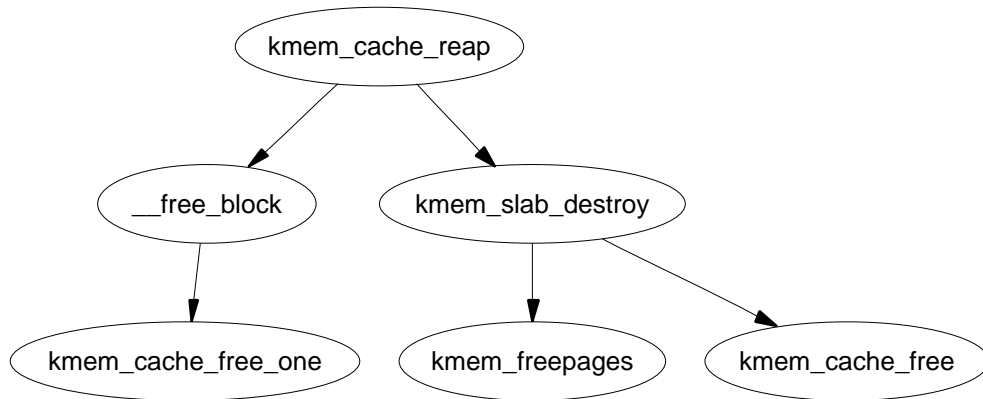 kmem_cache_reap
__free_block
kmem_slab_destroy
kmem_cache_free_one
kmem_freepages
kmem_cache_free